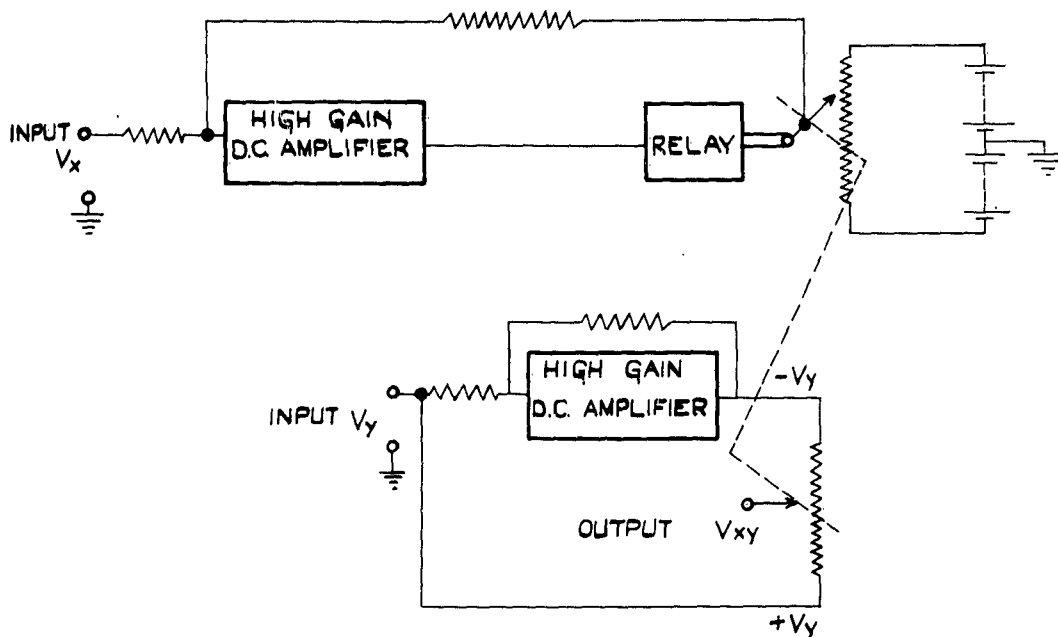 HIGH GAIN
D.C. AMPLIFIER
RELAY
INPUT
Vx
HIGH GAIN
D.C. AMPLIFIER
-Vy
INPUT Vy
OUTPUT
Vxy
+Vy